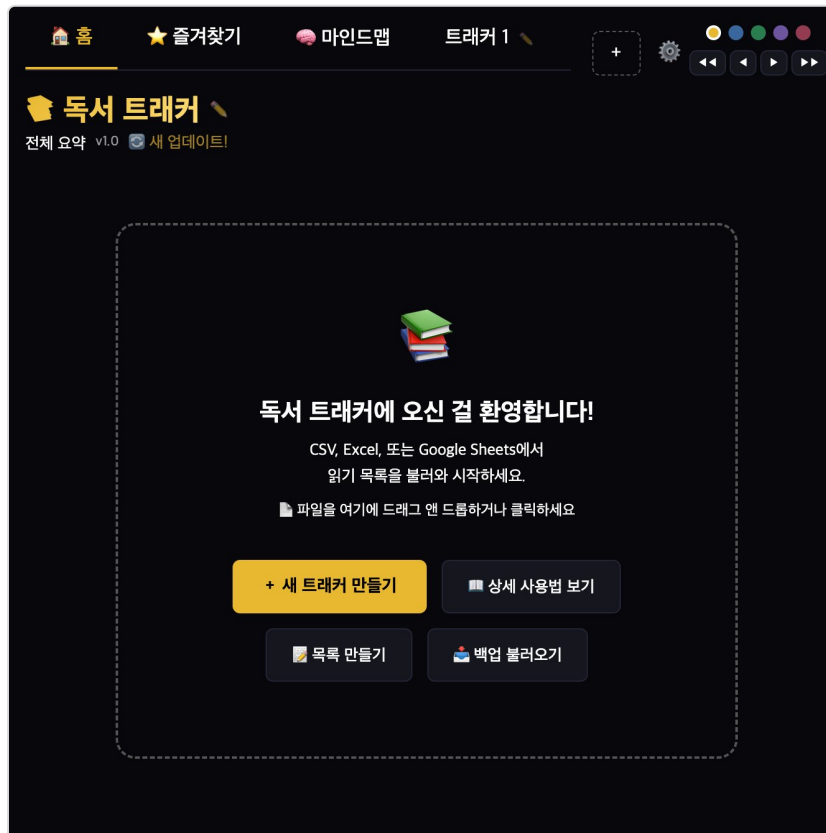 홈
즐겨찾기
마인드맵
트래커 1
+
독서 트래커
전체 요약 v1.0 새 업데이트!
독서 트래커에 오신 걸 환영합니다!
CSV, Excel, 또는 Google Sheets에서
읽기 목록을 불러와 시작하세요.
파일을 여기에 드래그 앤 드롭하거나 클릭하세요
+ 새 트래커 만들기
상세 사용법 보기
목록 만들기
백업 불러오기